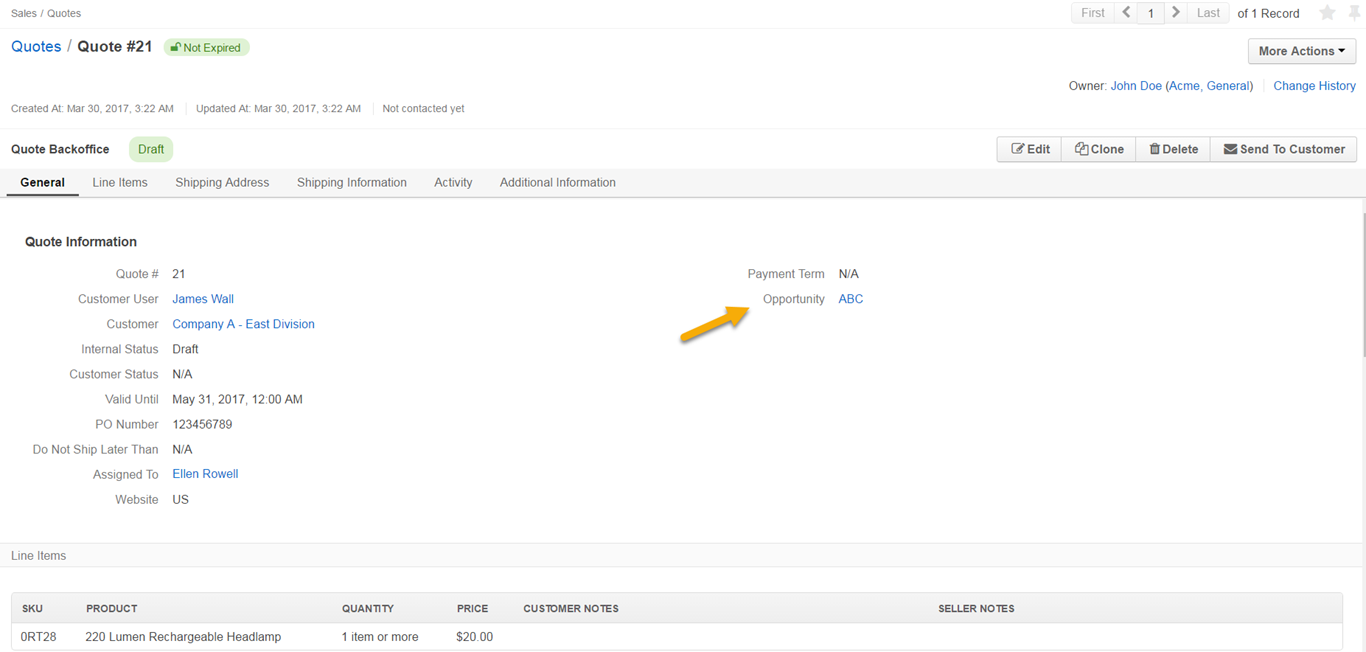 Sales / Quotes
First 1 Last of 1 Record
Quotes / Quote #21 Not Expired
More Actions
Owner: John Doe (Acme, General) Change History
Created At: Mar 30, 2017, 3:22 AM Updated At: Mar 30, 2017, 3:22 AM Not contacted yet
Quote Backoffice Draft
Edit Clone Delete Send To Customer
General Line Items Shipping Address Shipping Information Activity Additional Information
Quote Information
Quote # 21
Customer User James Wall
Customer Company A - East Division
Internal Status Draft
Customer Status N/A
Valid Until May 31, 2017, 12:00 AM
PO Number 123456789
Do Not Ship Later Than N/A
Assigned To Ellen Rowell
Website US
Payment Term N/A
Opportunity ABC
Line Items
SKU PRODUCT QUANTITY PRICE CUSTOMER NOTES SELLER NOTES
0RT28 220 Lumen Rechargeable Headlamp 1 item or more $20.00